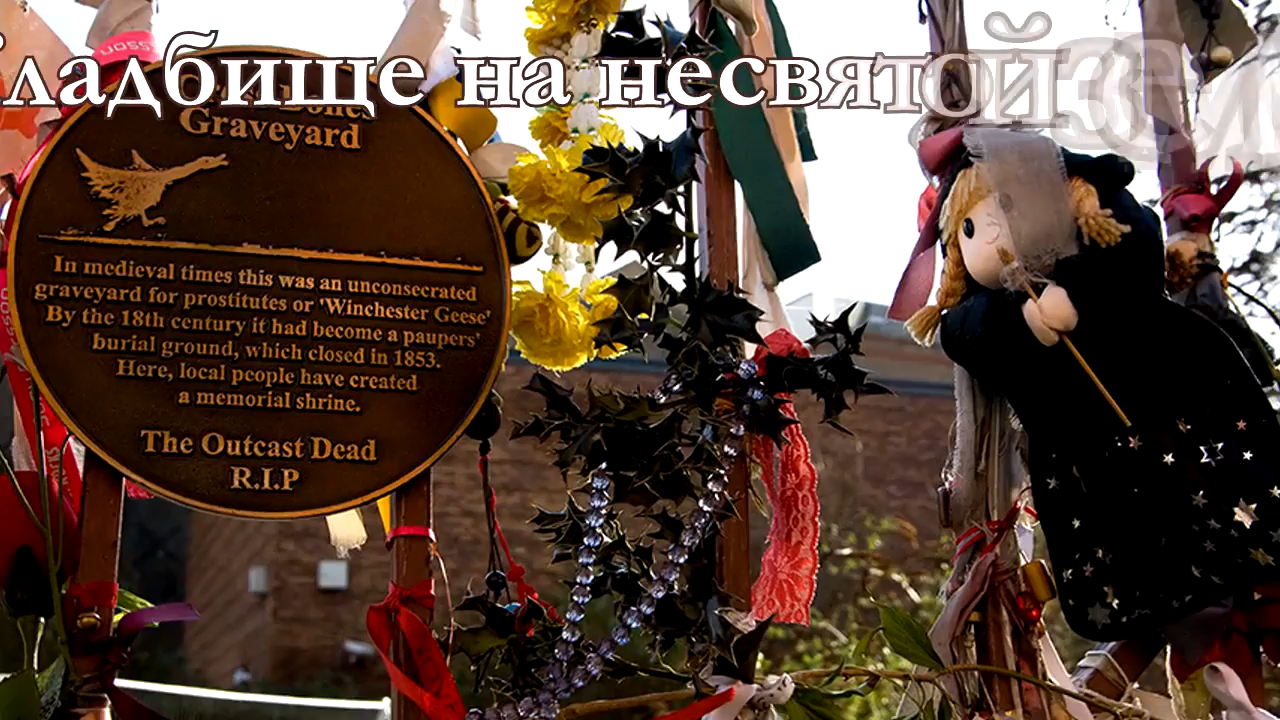 ладбище на несвятой
Graveyard
In medieval times this was an unconsecrated
graveyard for prostitutes or 'Winchester Geese'
By the 18th century it had become a paupers'
burial ground, which closed in 1853.
Here, local people have created
a memorial shrine.
The Outcast Dead
R.I.P